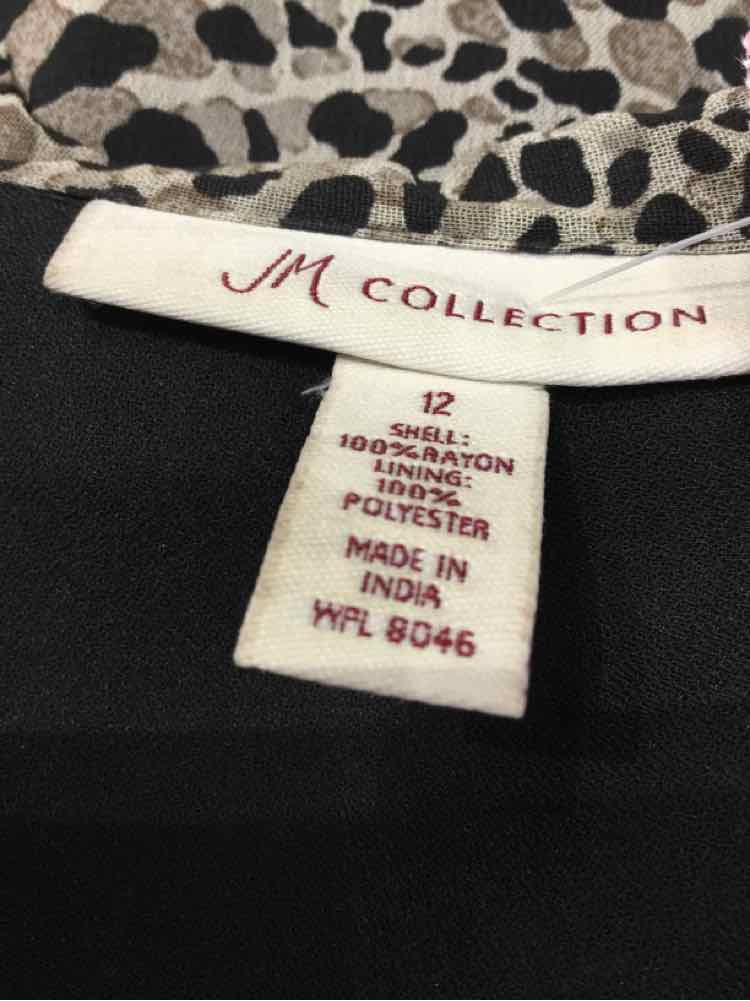 JM COLLECTION
12
SHELL:
100%RAYON
LINING:
100%
POLYESTER
MADE IN
INDIA
WPL 8046